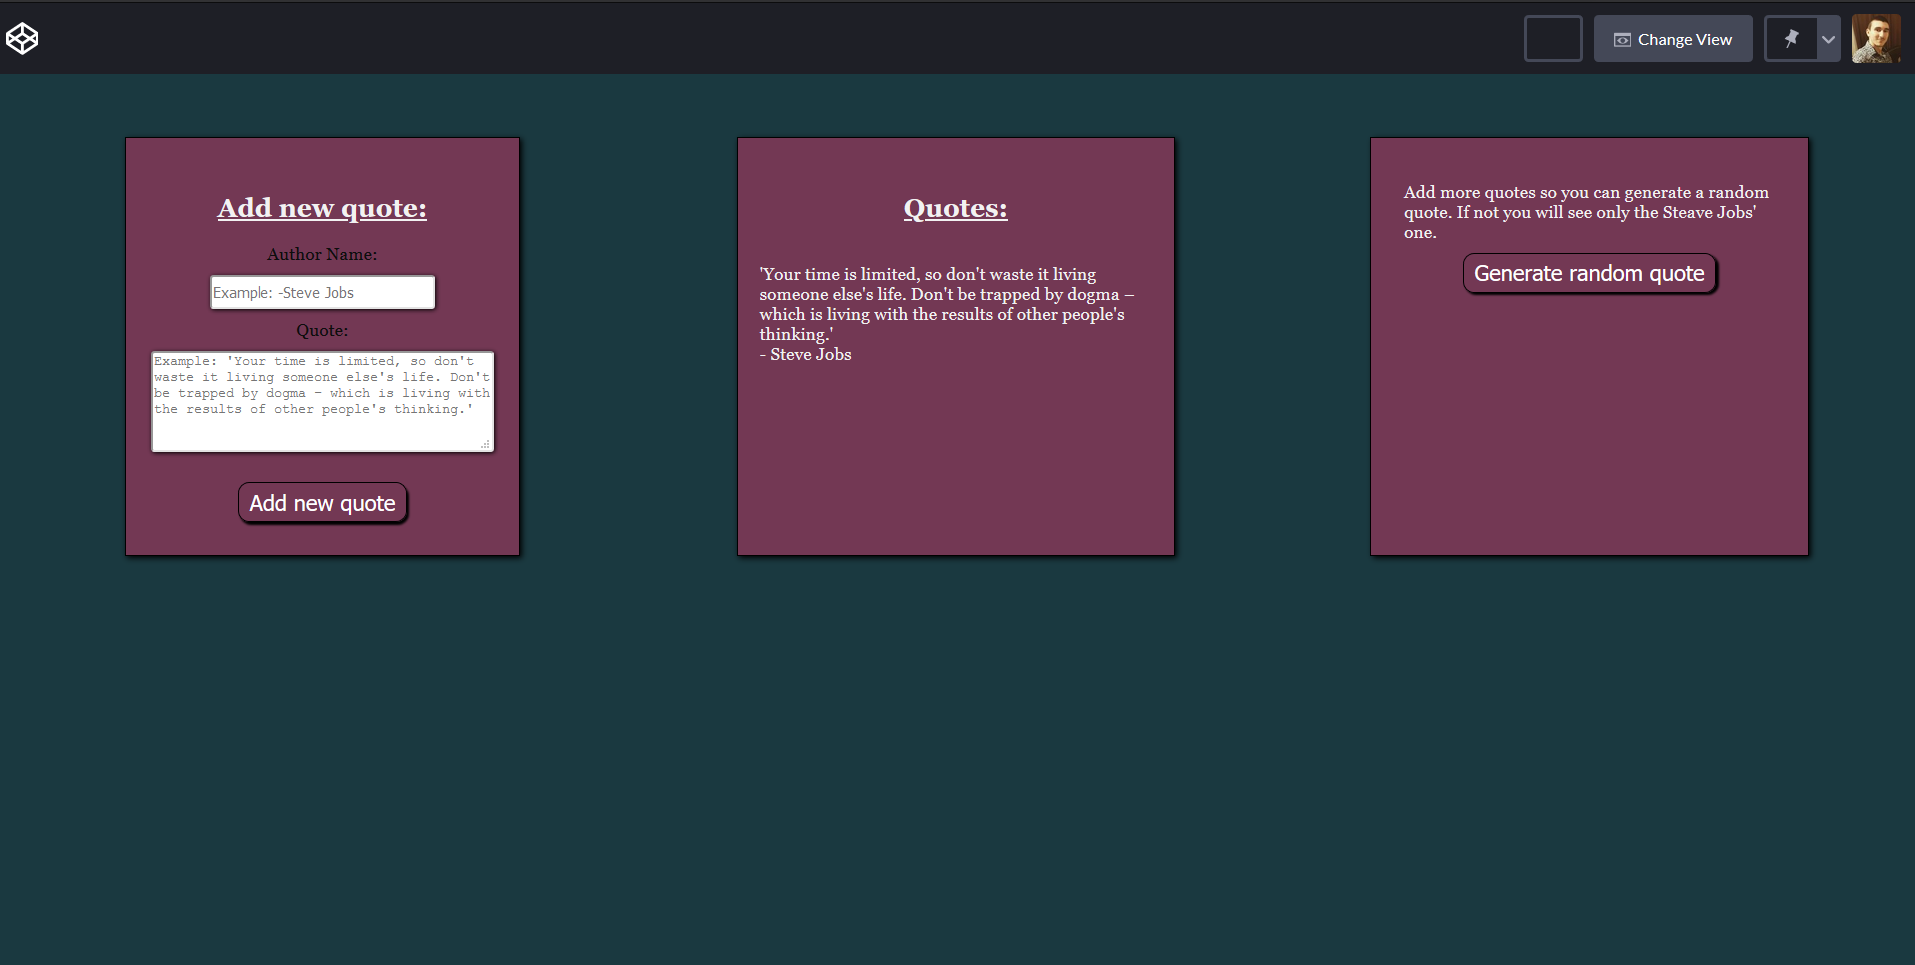 Change View
Add new quote:
Author Name:
Example: -Steve Jobs
Quote:
Example: 'Your time is limited, so don't
waste it living someone else's life. Don't
be trapped by dogma – which is living with
the results of other people's thinking.'
Add new quote
Quotes:
'Your time is limited, so don't waste it living
someone else's life. Don't be trapped by dogma –
which is living with the results of other people's
thinking.'
- Steve Jobs
Add more quotes so you can generate a random
quote. If not you will see only the Steave Jobs'
one.
Generate random quote